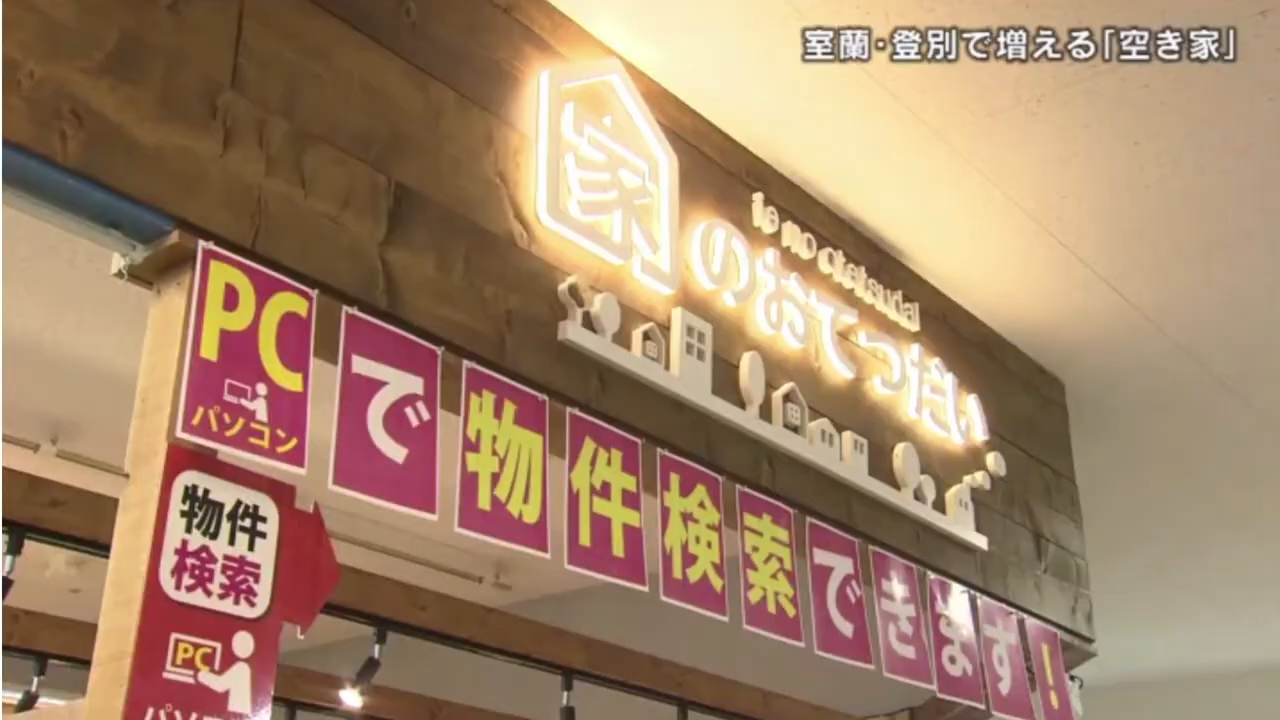 室蘭・登別で増える「空き家」
家のおてつだい
ie no otetsudai
PCで物件検索できます!
パソコン
物件
検索
PC